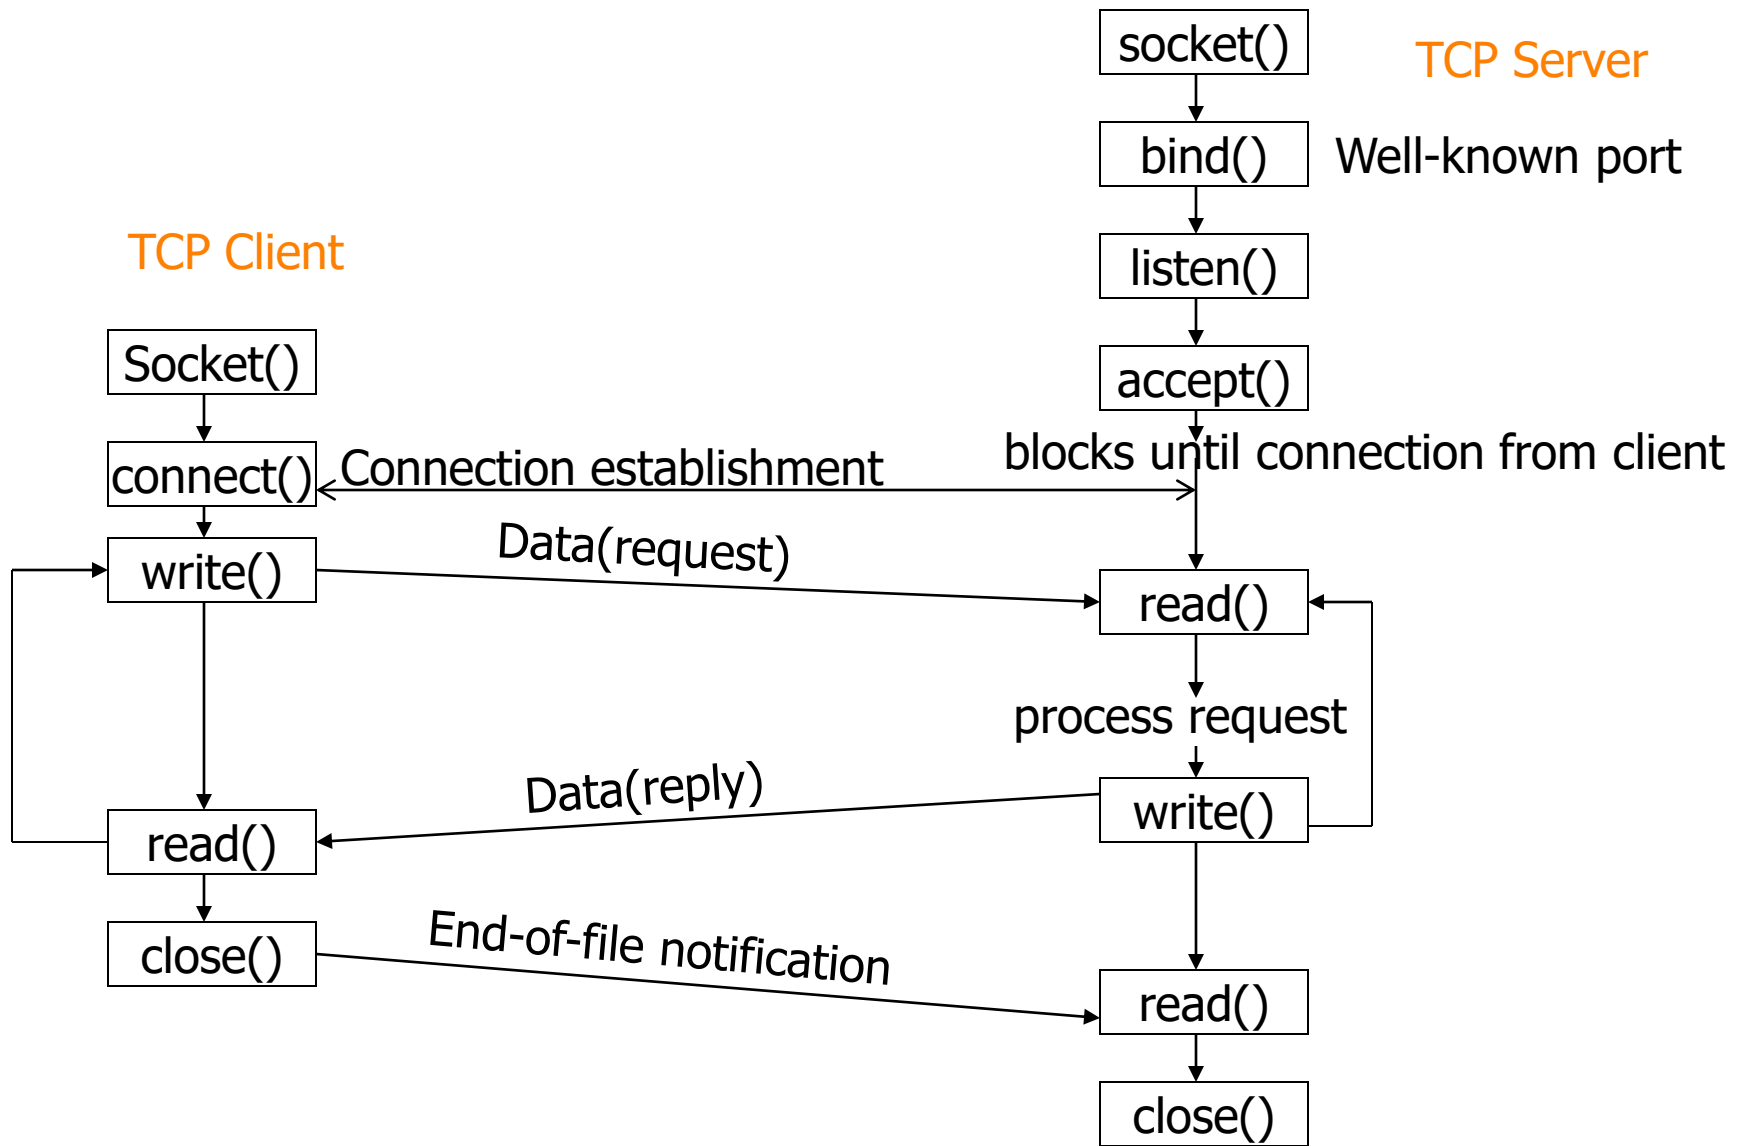 socket()
TCP Server
bind()
Well-known port
TCP Client
listen()
Socket()
accept()
blocks until connection from client
connect()
Connection establishment
Data(request)
write()
read()
process request
Data(reply)
write()
read()
End-of-file notification
close()
read()
close()